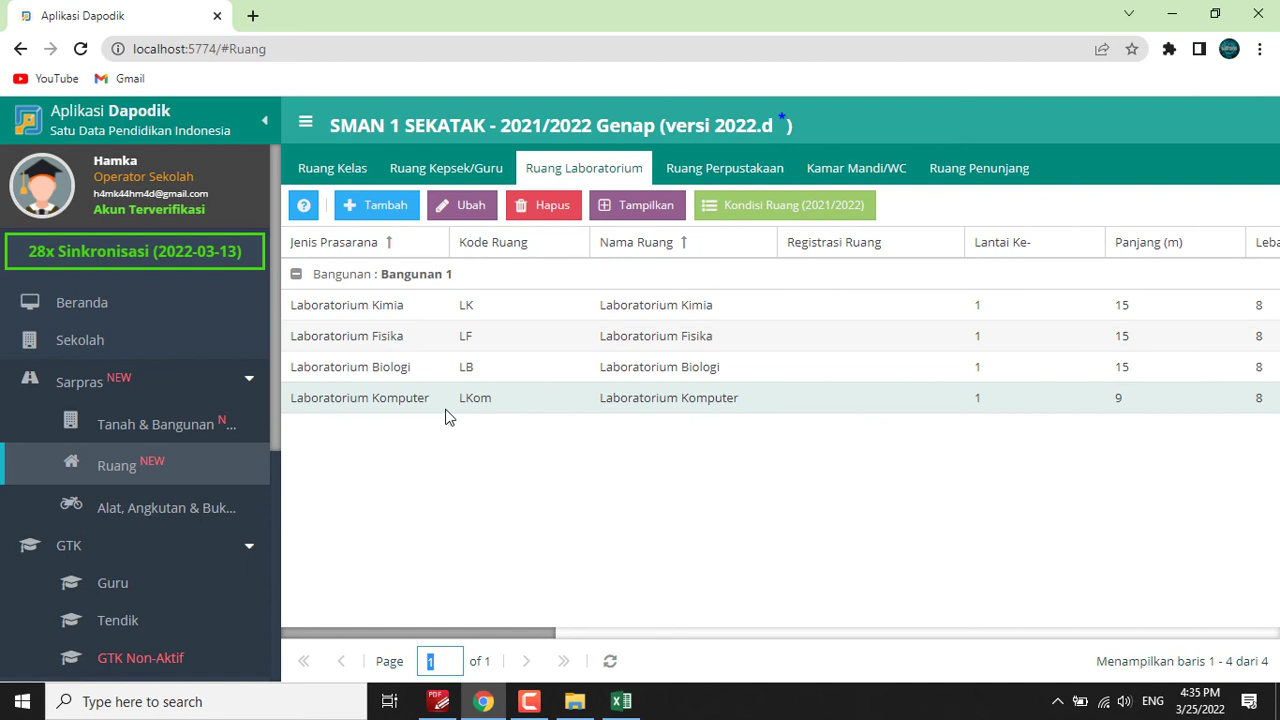 Aplikasi Dapodik
localhost:5774/#Ruang
YouTube Gmail
Aplikasi Dapodik
Satu Data Pendidikan Indonesia
SMAN 1 SEKATAK - 2021/2022 Genap (versi 2022.d *)
Hamka
Operator Sekolah
h4mk44hm4d@gmail.com
Akun Terverifikasi
28x Sinkronisasi (2022-03-13)
Beranda
Sekolah
Sarpras NEW
Tanah & Bangunan N...
Ruang NEW
Alat, Angkutan & Buk...
GTK
Guru
Tendik
GTK Non-Aktif
Ruang Kelas Ruang Kepsek/Guru Ruang Laboratorium Ruang Perpustakaan Kamar Mandi/WC Ruang Penunjang
? Tambah Ubah Hapus Tampilkan Kondisi Ruang (2021/2022)
Jenis Prasarana Kode Ruang Nama Ruang Registrasi Ruang Lantai Ke- Panjang (m) Leba
Bangunan : Bangunan 1
Laboratorium Kimia LK Laboratorium Kimia 1 15 8
Laboratorium Fisika LF Laboratorium Fisika 1 15 8
Laboratorium Biologi LB Laboratorium Biologi 1 15 8
Laboratorium Komputer LKom Laboratorium Komputer 1 9 8
Page 1 of 1 Menampilkan baris 1 - 4 dari 4
Type here to search
PDF
ENG
4:35 PM
3/25/2022